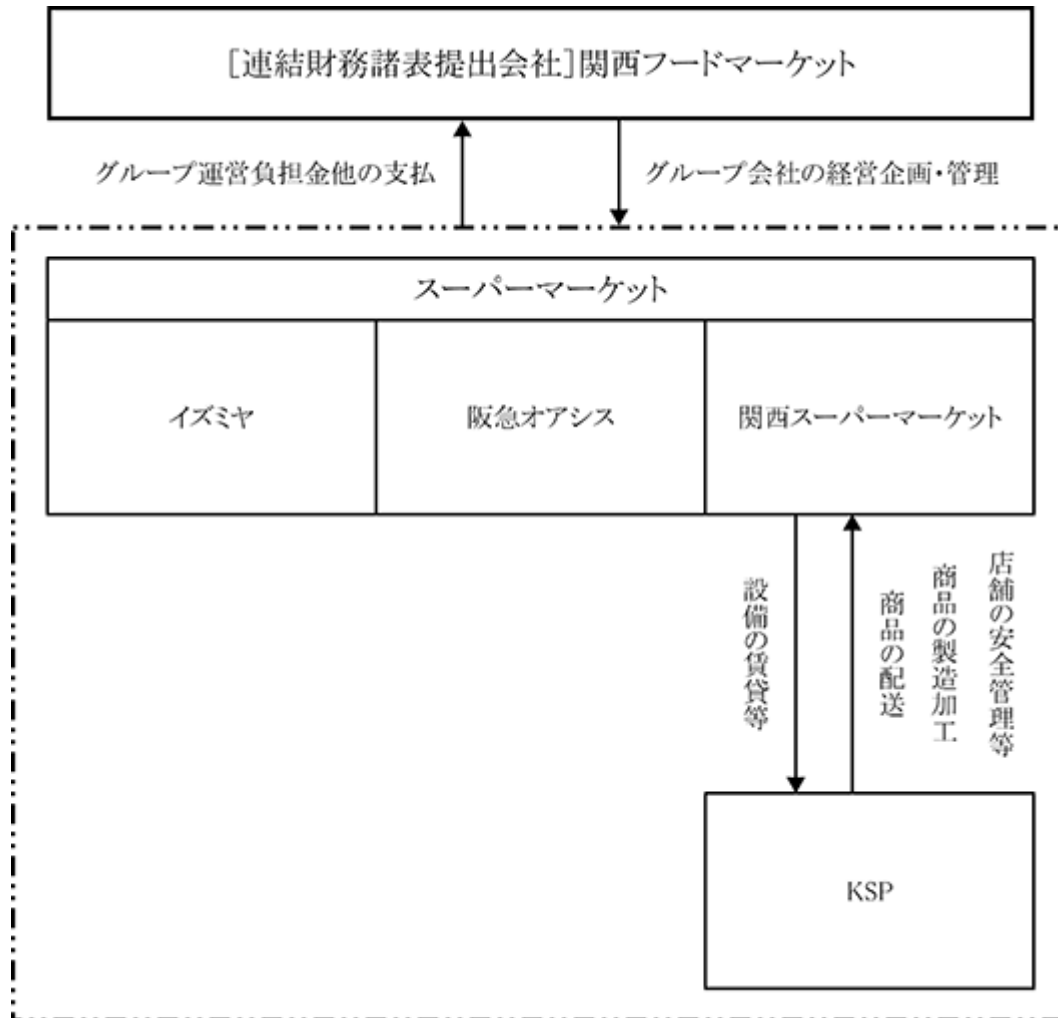 ［連結財務諸表提出会社］関西フードマーケット
グループ運営負担金他の支払
グループ会社の経営企画・管理
スーパーマーケット
イズミヤ
阪急オアシス
関西スーパーマーケット
店舗の安全管理等
商品の製造加工
商品の配送
設備の賃貸等
KSP